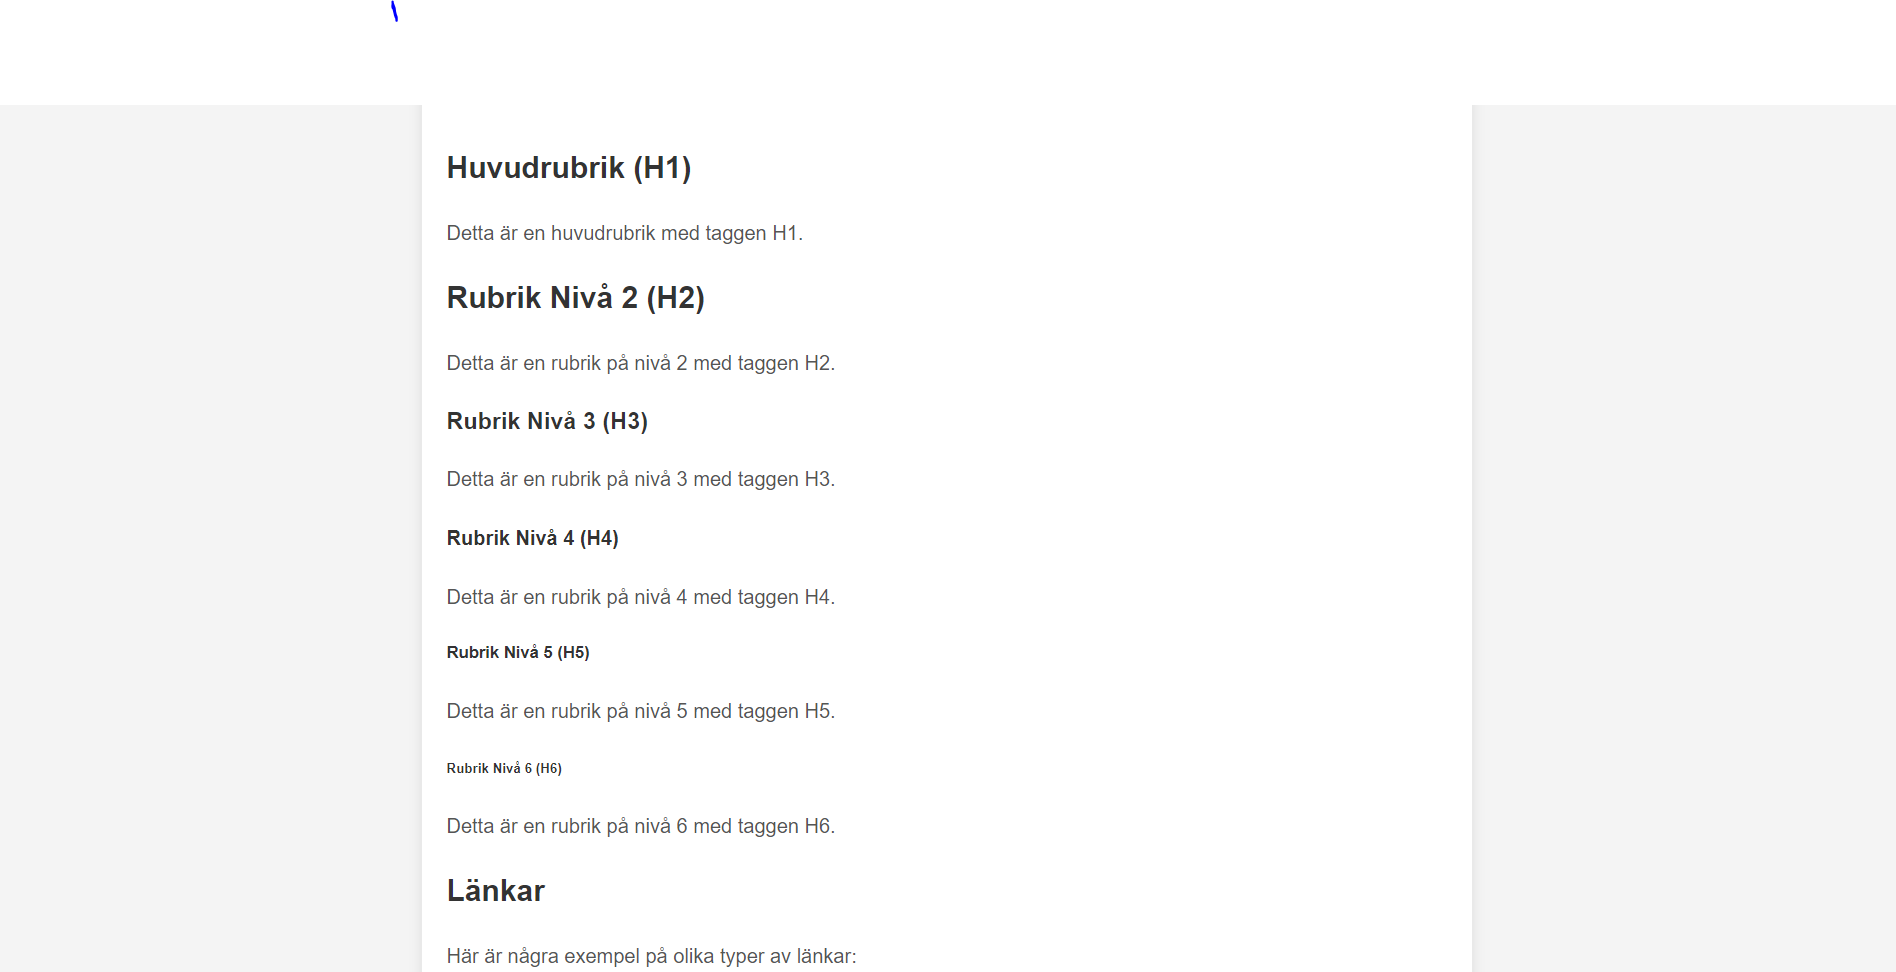 Huvudrubrik (H1)
Detta är en huvudrubrik med taggen H1.
Rubrik Nivå 2 (H2)
Detta är en rubrik på nivå 2 med taggen H2.
Rubrik Nivå 3 (H3)
Detta är en rubrik på nivå 3 med taggen H3.
Rubrik Nivå 4 (H4)
Detta är en rubrik på nivå 4 med taggen H4.
Rubrik Nivå 5 (H5)
Detta är en rubrik på nivå 5 med taggen H5.
Rubrik Nivå 6 (H6)
Detta är en rubrik på nivå 6 med taggen H6.
Länkar
Här är några exempel på olika typer av länkar: